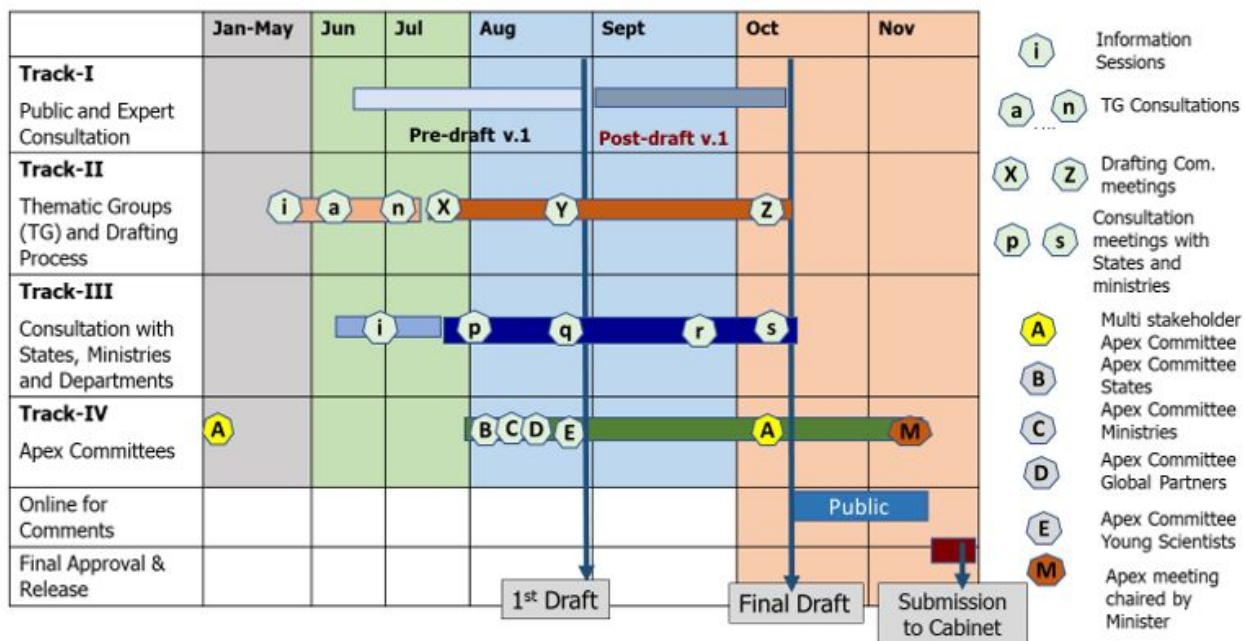 Jan-May Jun Jul Aug Sept Oct Nov
Track-I
Public and Expert
Consultation
Pre-draft v.1 Post-draft v.1
Track-II
Thematic Groups
(TG) and Drafting
Process
i a n X Y Z
Track-III
Consultation with
States, Ministries
and Departments
i p q r s
Track-IV
Apex Committees
A B C D E A M
Online for
Comments
Public
Final Approval &
Release
1st Draft
Final Draft
Submission
to Cabinet
i Information
Sessions
a n TG Consultations
....
X Z Drafting Com.
meetings
p s Consultation
meetings with
States and
ministries
A Multi stakeholder
Apex Committee
B Apex Committee
States
C Apex Committee
Ministries
D Apex Committee
Global Partners
E Apex Committee
Young Scientists
M Apex meeting
chaired by
Minister